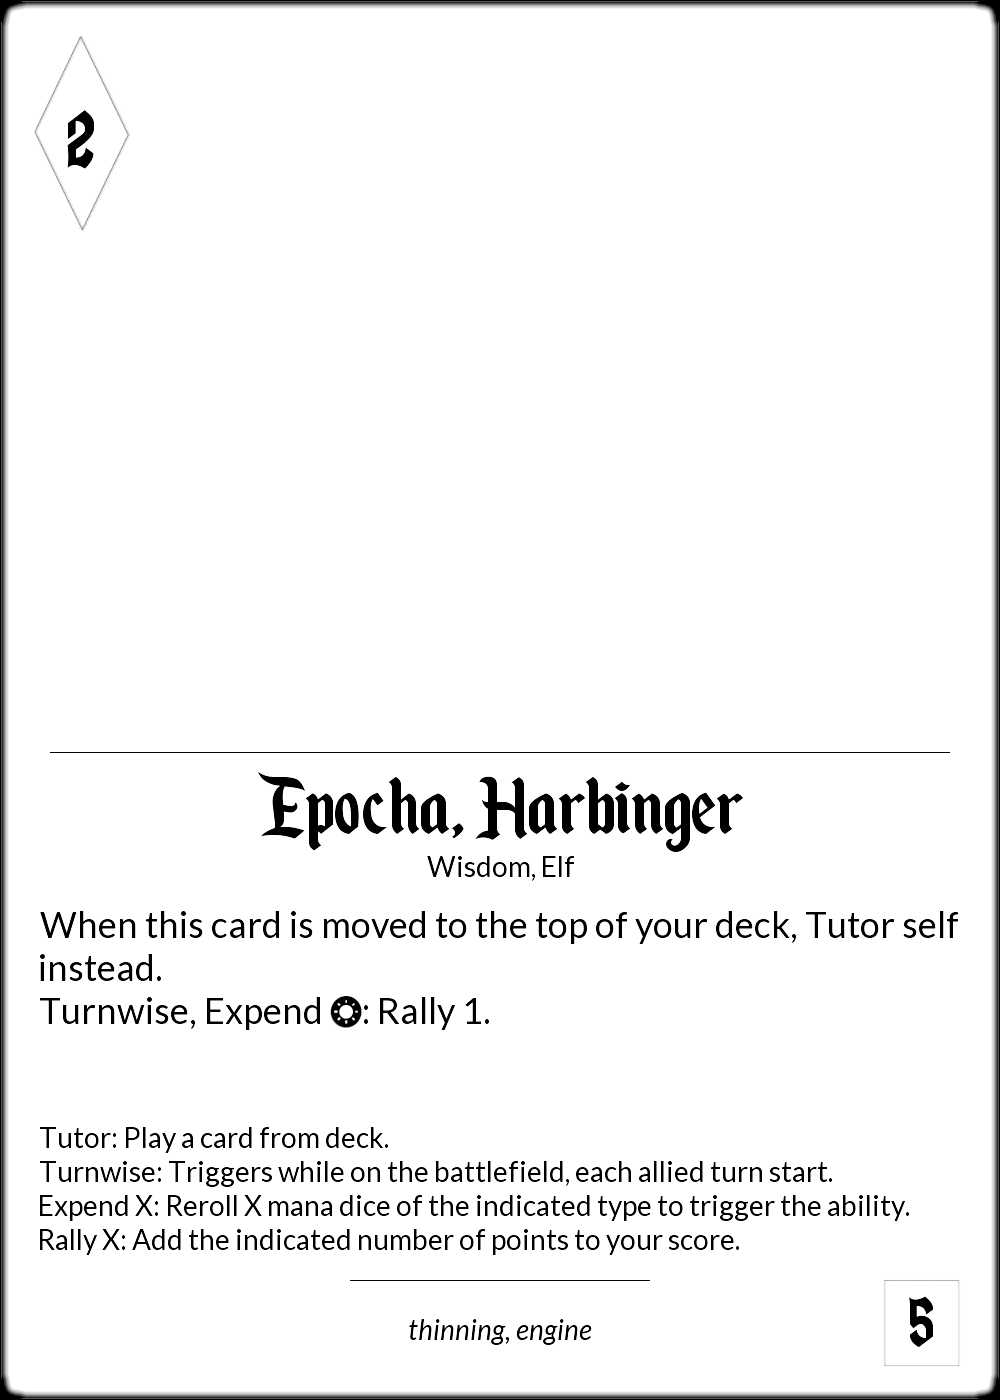 2
Epocha, Harbinger
Wisdom, Elf
When this card is moved to the top of your deck, Tutor self
instead.
Turnwise, Expend : Rally 1.
Tutor: Play a card from deck.
Turnwise: Triggers while on the battlefield, each allied turn start.
Expend X: Reroll X mana dice of the indicated type to trigger the ability.
Rally X: Add the indicated number of points to your score.
thinning, engine
5